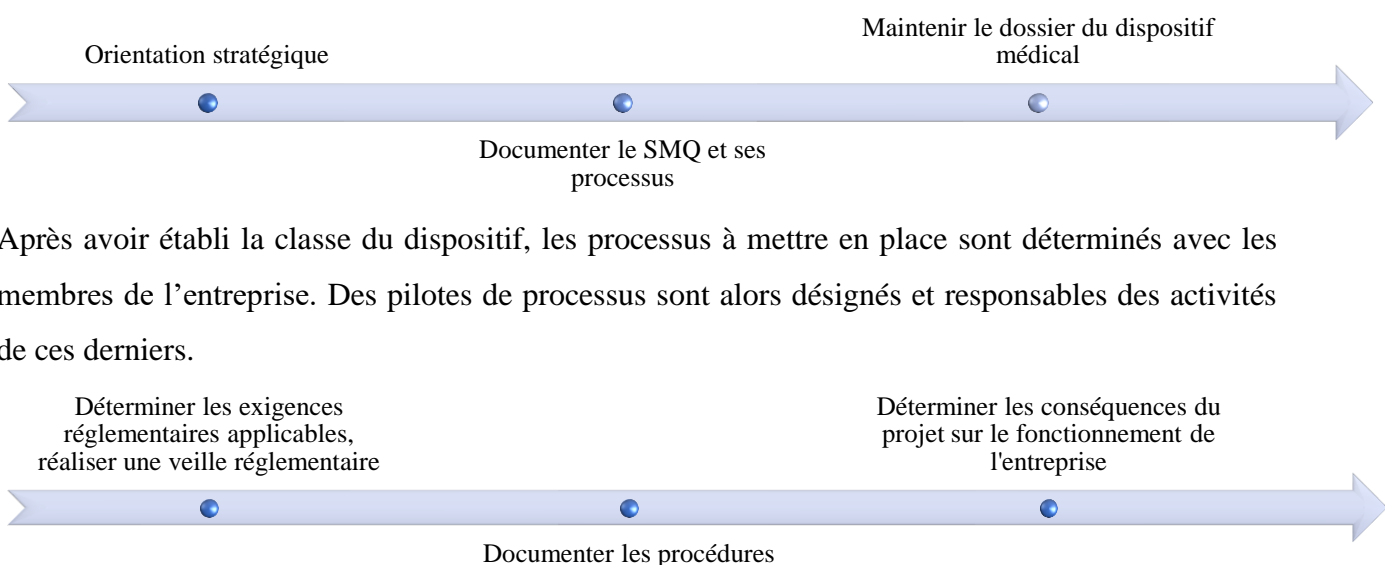 Orientation stratégique
Maintenir le dossier du dispositif
médical
Documenter le SMQ et ses
processus
Après avoir établi la classe du dispositif, les processus à mettre en place sont déterminés avec les
membres de l’entreprise. Des pilotes de processus sont alors désignés et responsables des activités
de ces derniers.
Déterminer les exigences
réglementaires applicables,
réaliser une veille réglementaire
Déterminer les conséquences du
projet sur le fonctionnement de
l'entreprise
Documenter les procédures